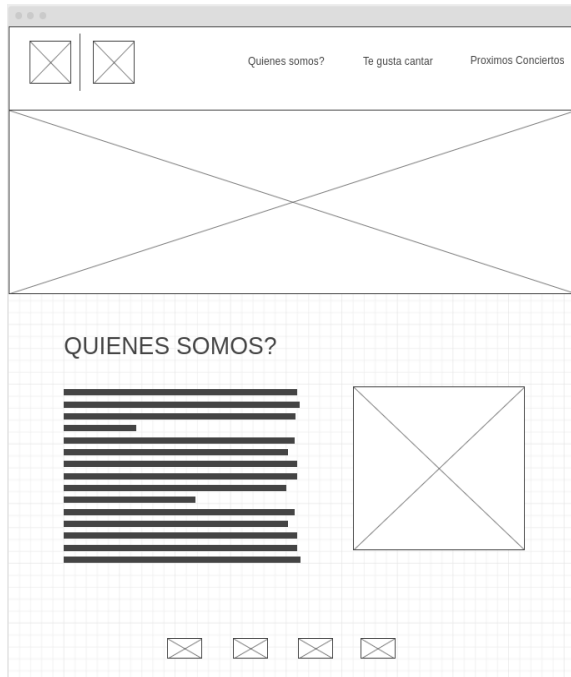 Quienes somos?
Te gusta cantar
Proximos Conciertos
QUIENES SOMOS?